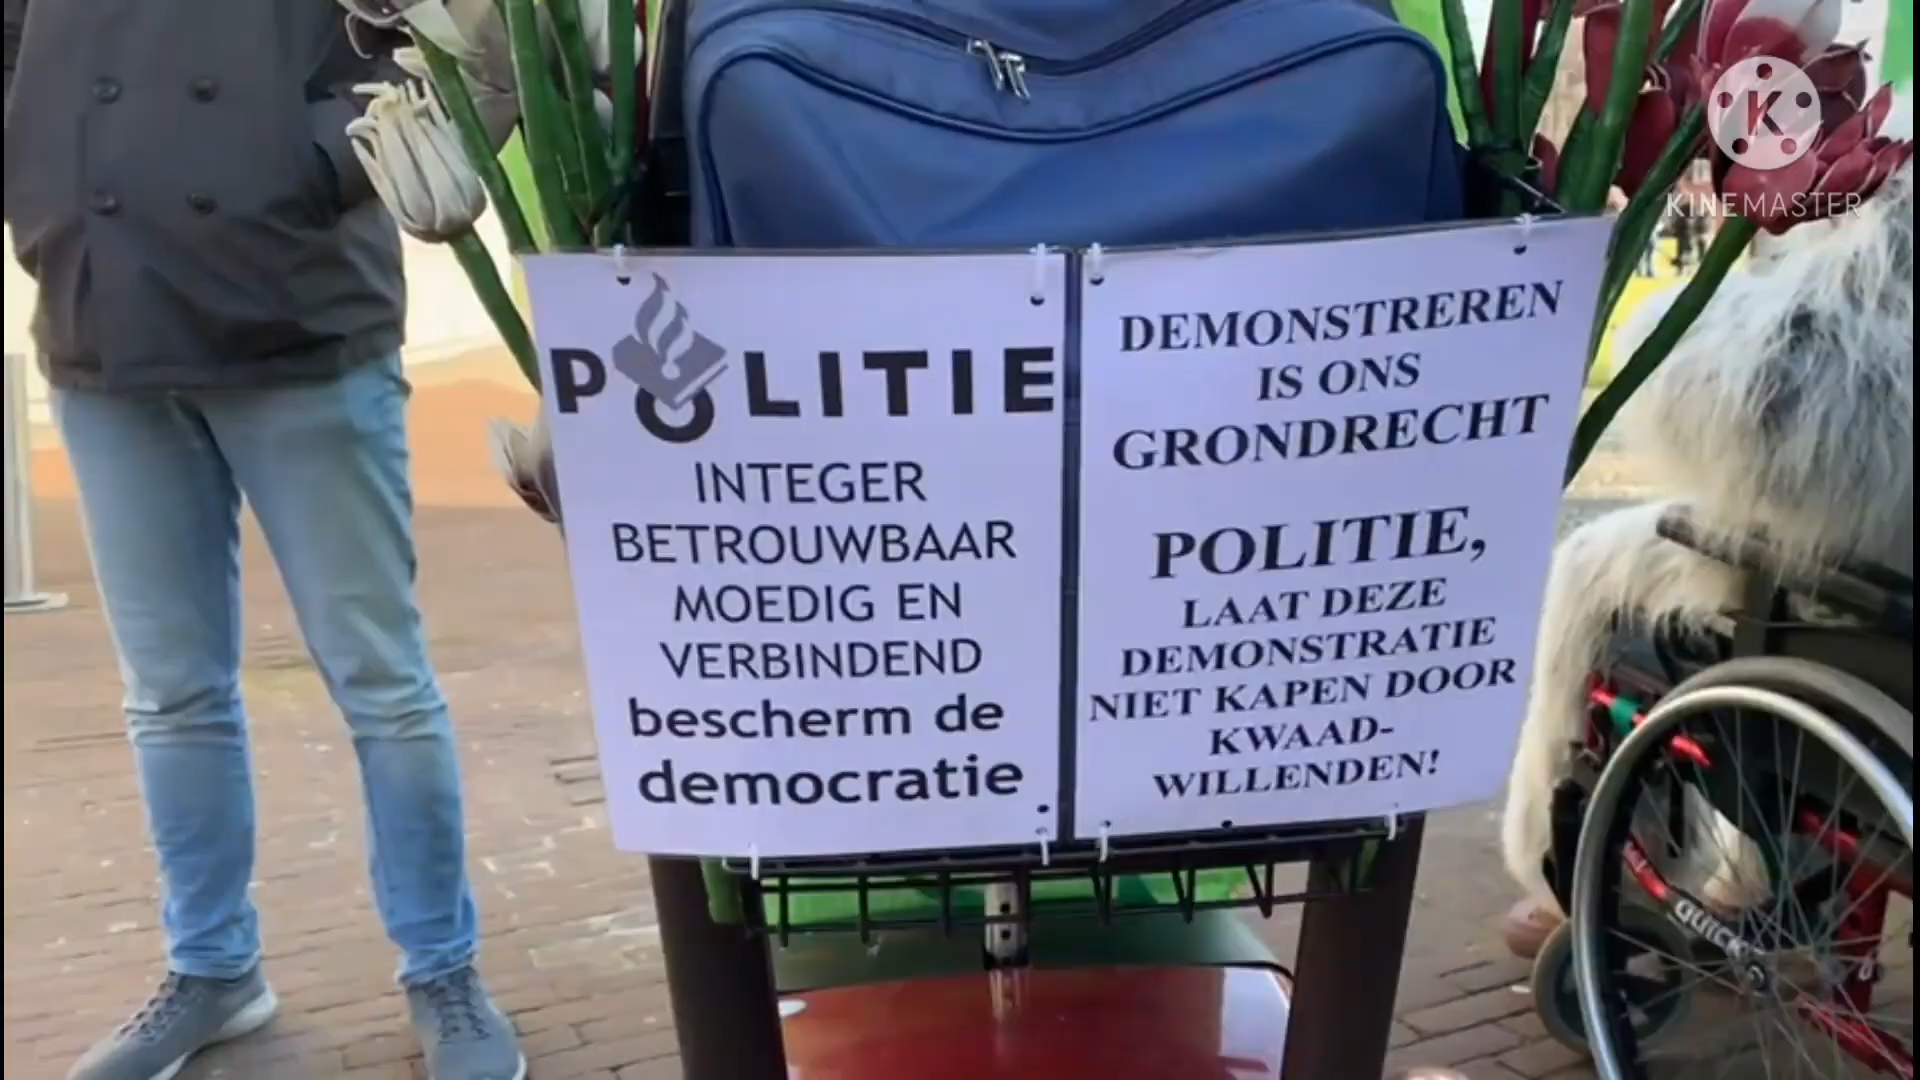 K
KINEMASTER
POLITIE
INTEGER
BETROUWBAAR
MOEDIG EN
VERBINDEND
bescherm de
democratie
DEMONSTREREN
IS ONS
GRONDRECHT
POLITIE,
LAAT DEZE
DEMONSTRATIE
NIET KAPEN DOOR
KWAAD-
WILLENDEN!
QUICK